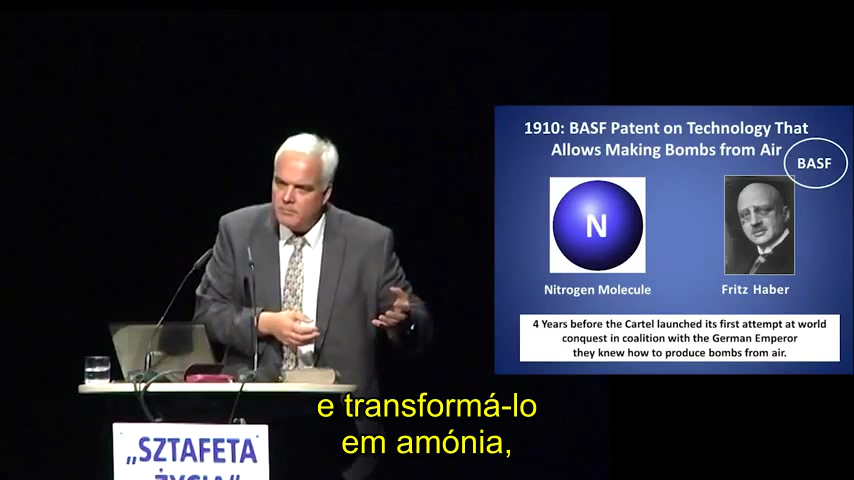 1910: BASF Patent on Technology That
Allows Making Bombs from Air
BASF
N
Nitrogen Molecule
Fritz Haber
4 Years before the Cartel launched its first attempt at world
conquest in coalition with the German Emperor
they knew how to produce bombs from air.
e transformá-lo
em amónia,
„SZTAFETA
ŻYCIA”